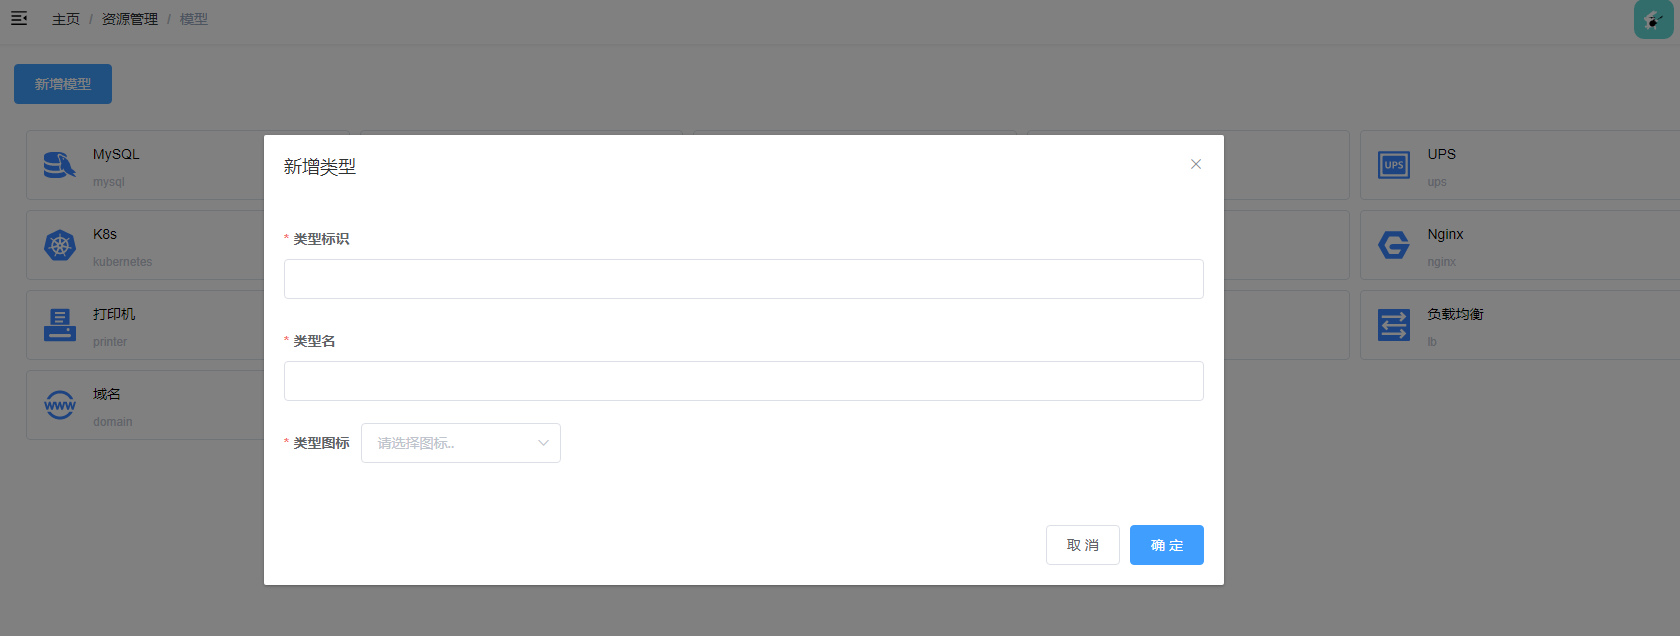 主页 / 资源管理 / 模型
新增模型
MySQL
mysql
UPS
UPS
ups
K8s
kubernetes
Nginx
nginx
打印机
printer
负载均衡
lb
www
域名
domain
新增类型
* 类型标识
* 类型名
* 类型图标 请选择图标..
取 消 确 定